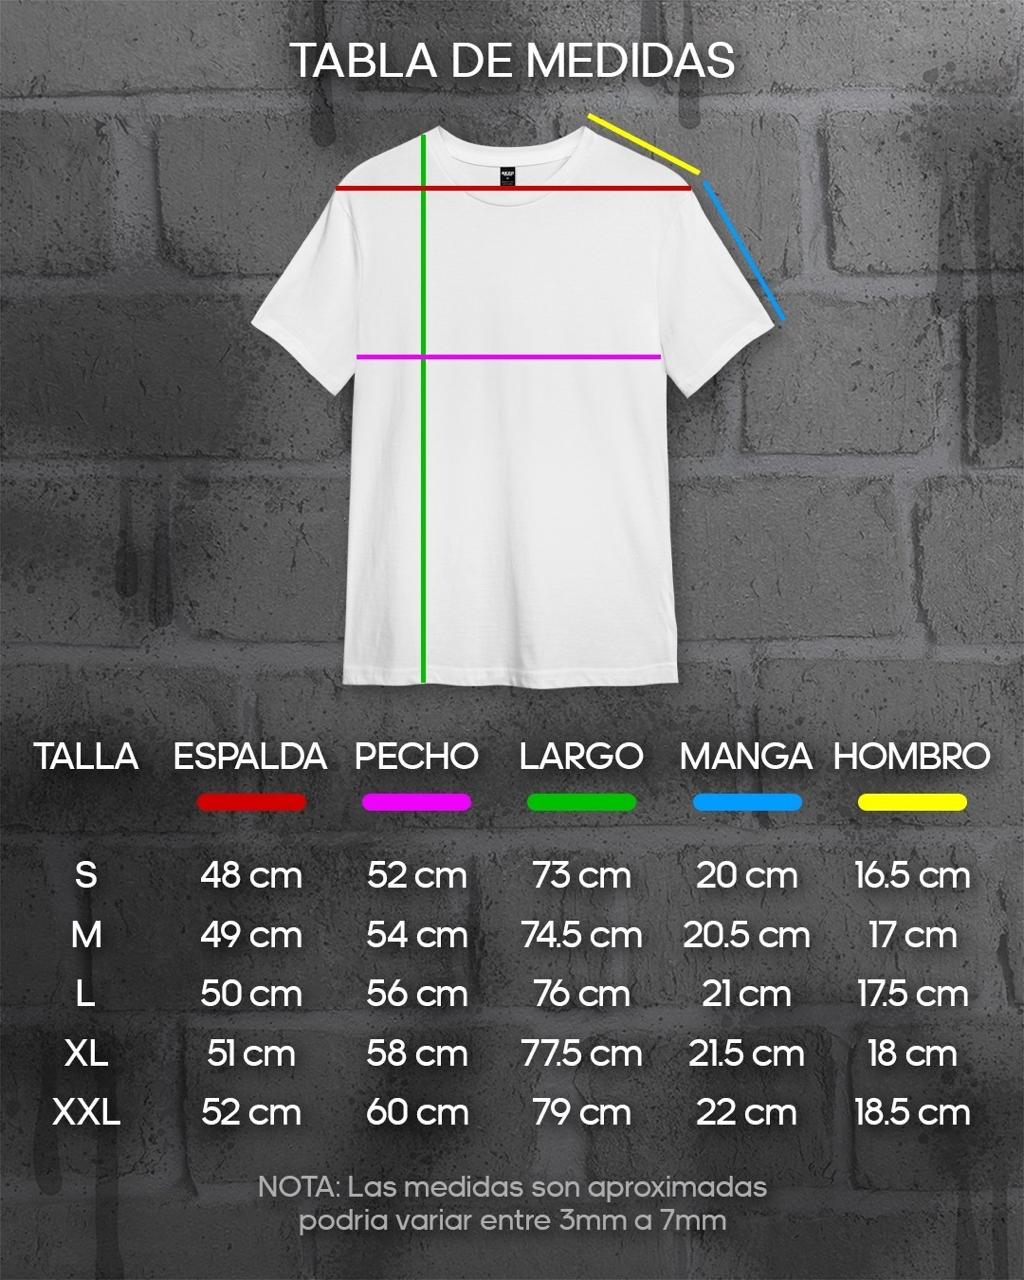 TABLA DE MEDIDAS
TALLA ESPALDA PECHO LARGO MANGA HOMBRO
S 48 cm 52 cm 73 cm 20 cm 16.5 cm
M 49 cm 54 cm 74.5 cm 20.5 cm 17 cm
L 50 cm 56 cm 76 cm 21 cm 17.5 cm
XL 51 cm 58 cm 77.5 cm 21.5 cm 18 cm
XXL 52 cm 60 cm 79 cm 22 cm 18.5 cm
NOTA: Las medidas son aproximadas
podria variar entre 3mm a 7mm